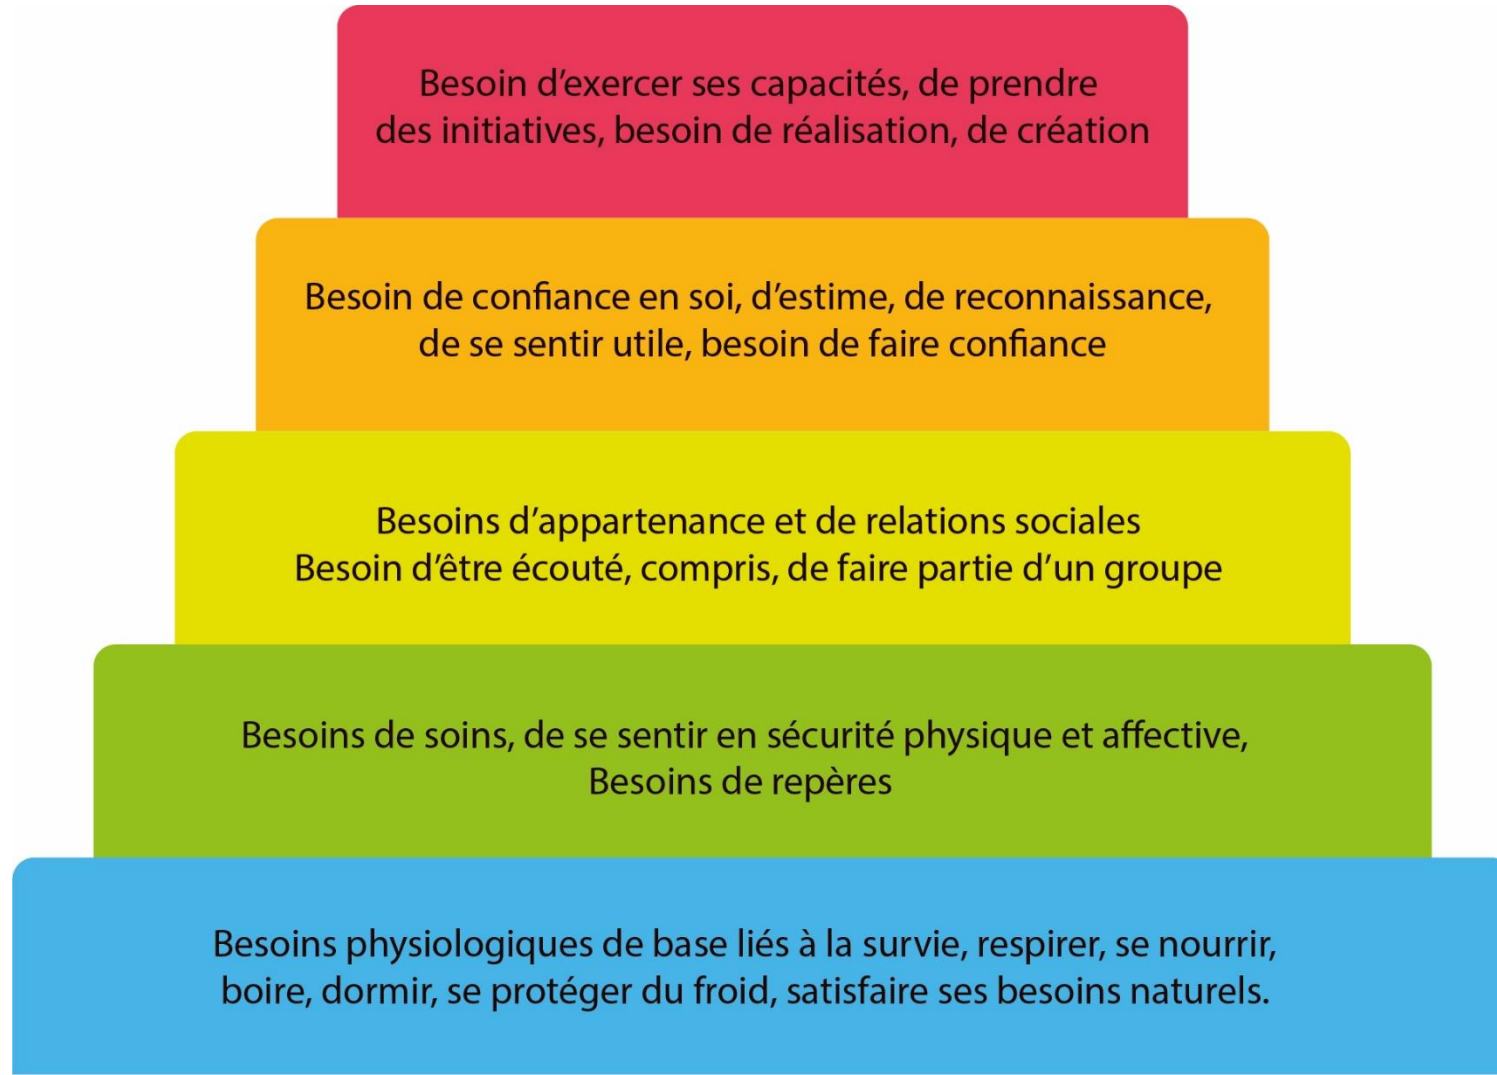 Besoin d’exercer ses capacités, de prendre
des initiatives, besoin de réalisation, de création
Besoin de confiance en soi, d’estime, de reconnaissance,
de se sentir utile, besoin de faire confiance
Besoins d’appartenance et de relations sociales
Besoin d’être écouté, compris, de faire partie d’un groupe
Besoins de soins, de se sentir en sécurité physique et affective,
Besoins de repères
Besoins physiologiques de base liés à la survie, respirer, se nourrir,
boire, dormir, se protéger du froid, satisfaire ses besoins naturels.